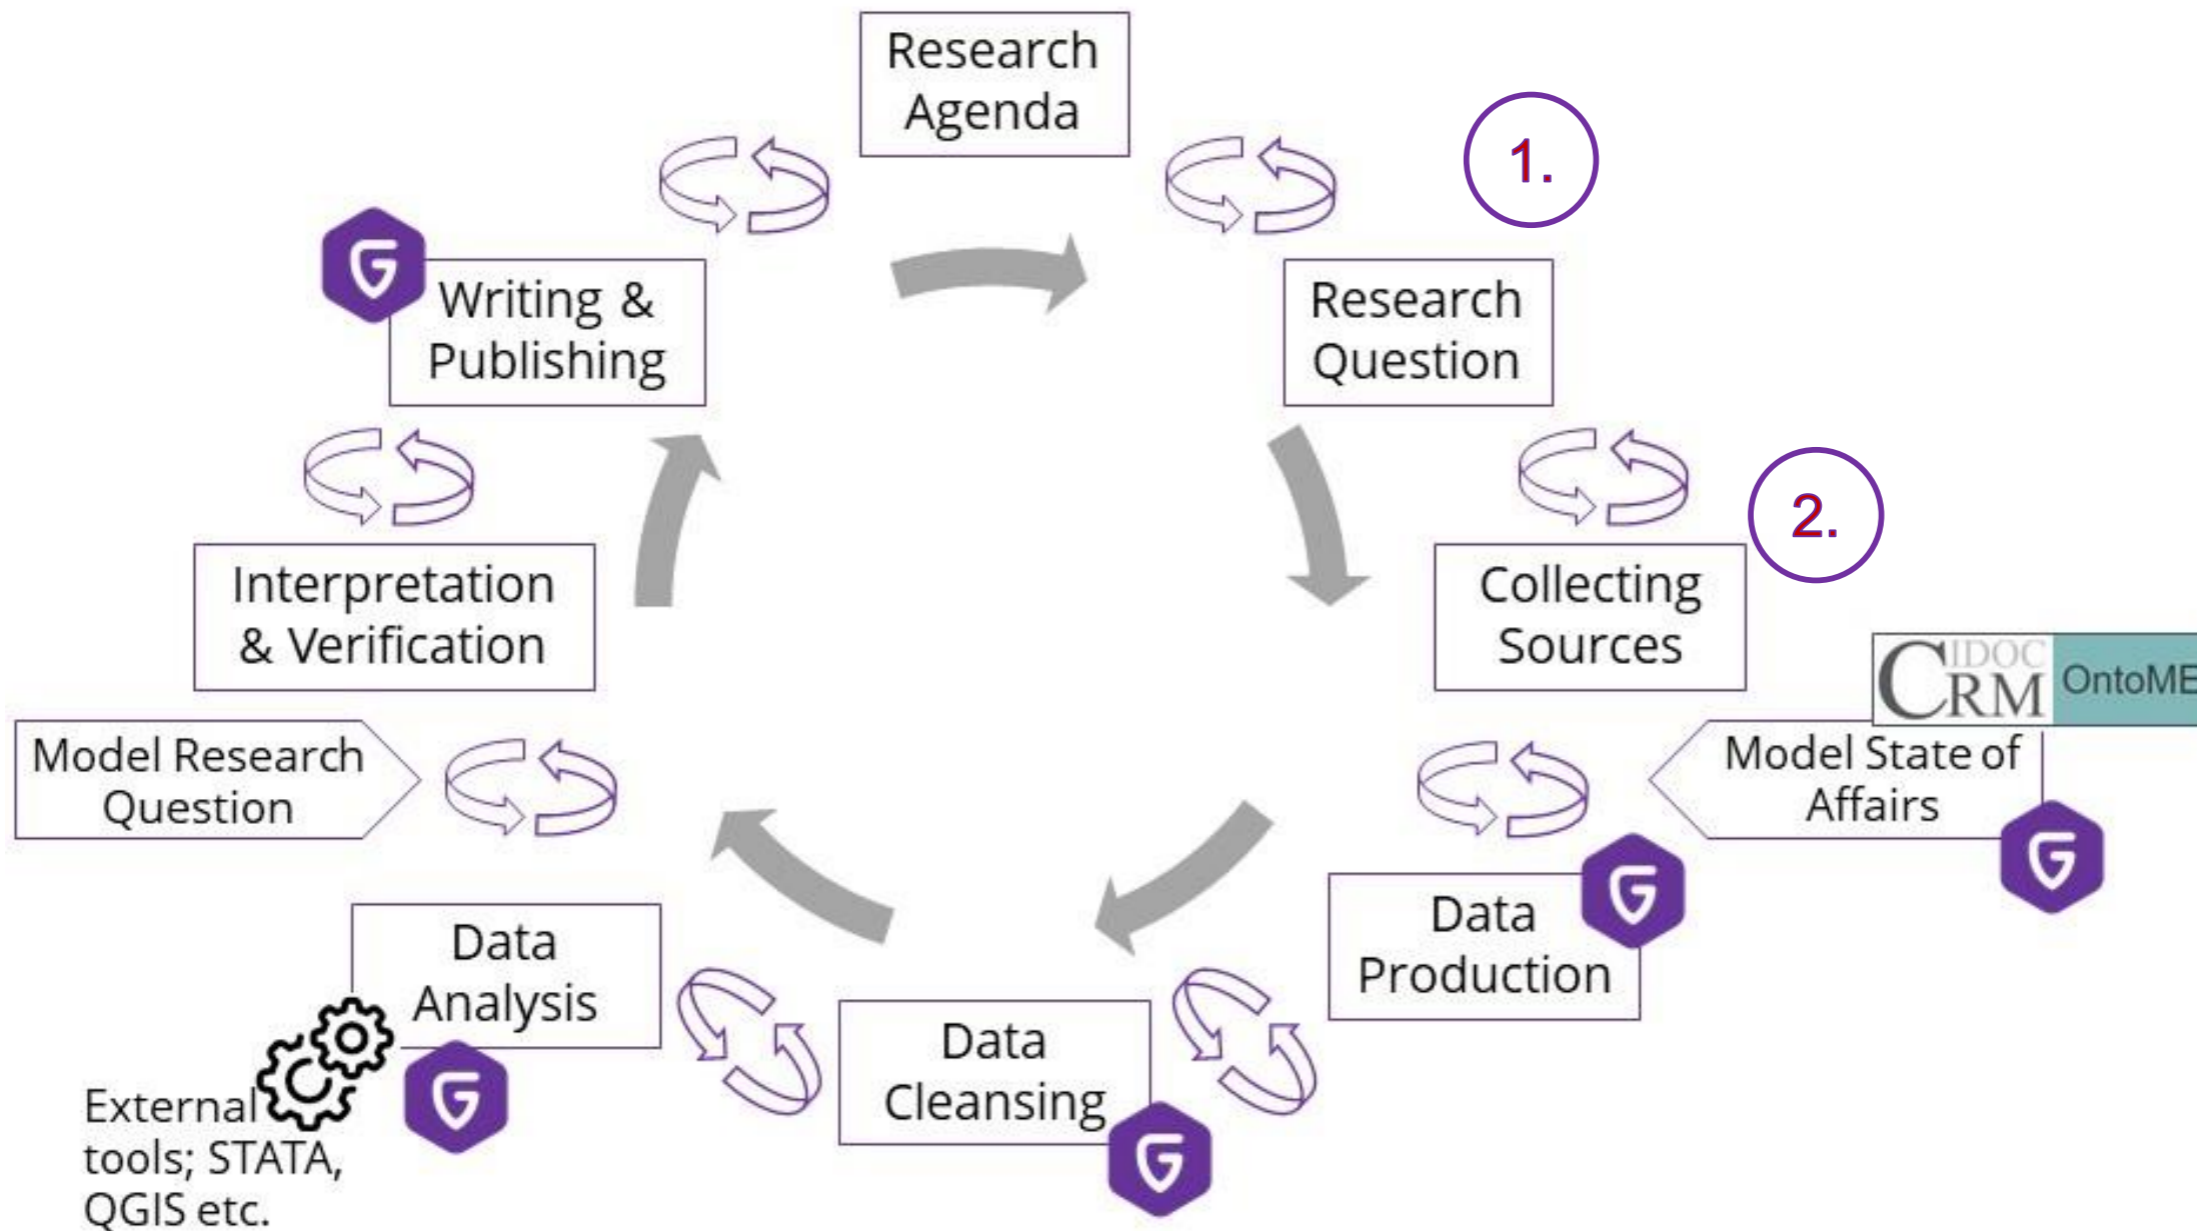 Research
Agenda
1.
Research
Question
2.
Collecting
Sources
CIDOC
CRM
OntoME
Model State of
Affairs
Data
Production
Data
Cleansing
Data
Analysis
External
tools; STATA,
QGIS etc.
Model Research
Question
Interpretation
& Verification
Writing &
Publishing